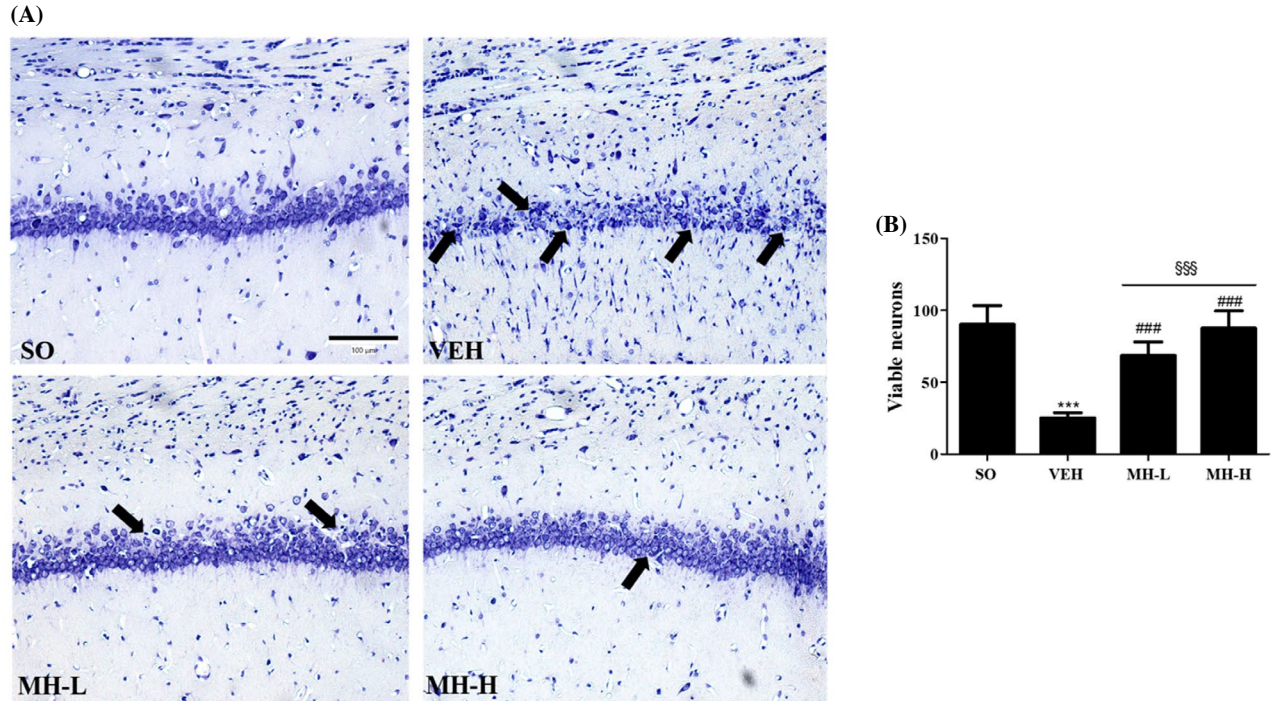 (A)
SO
100 µm
VEH
MH-L
MH-H
(B)
Viable neurons
150
100
50
0
***
###
###
§§§
SO VEH MH-L MH-H